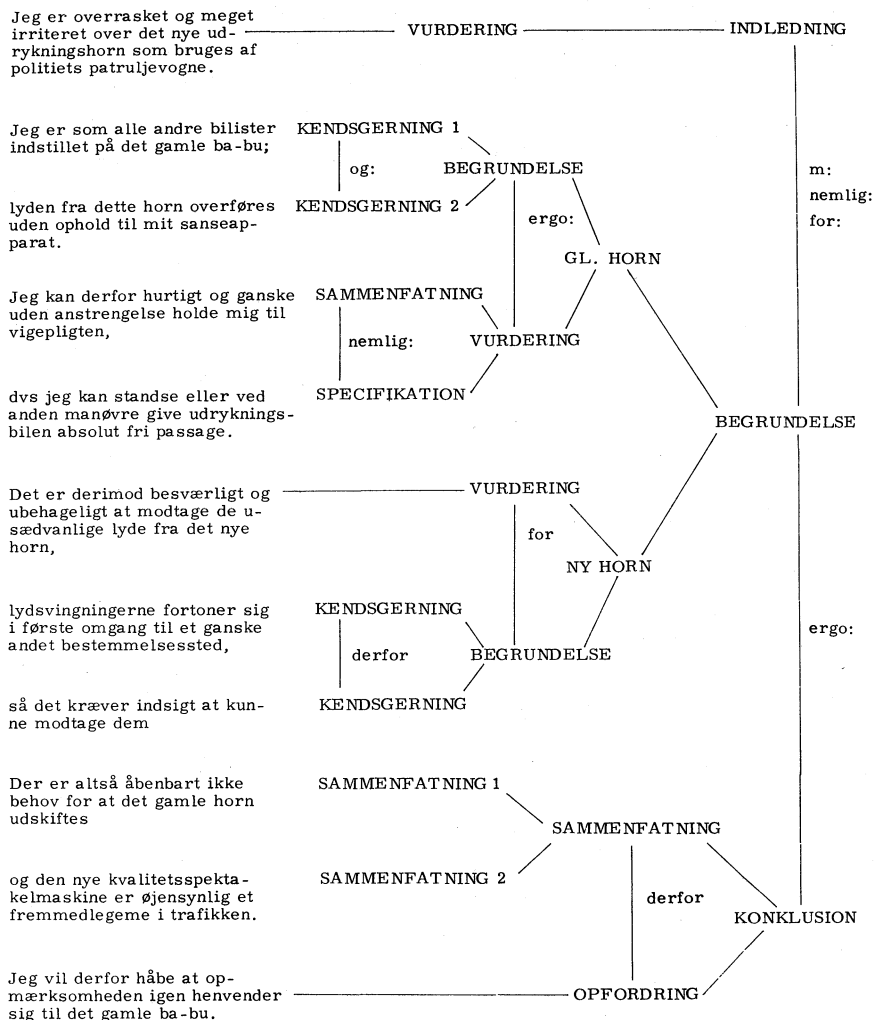 Jeg er overrasket og meget
irriteret over det nye ud-
rykningshorn som bruges af
politiets patruljevogne.
VURDERING
INDLEDNING
Jeg er som alle andre bilister
indstillet på det gamle ba-bu;
KENDSGERNING 1
og:
BEGRUNDELSE
m:
nemlig:
for:
lyden fra dette horn overføres
uden ophold til mit sanseap-
parat.
KENDSGERNING 2
ergo:
GL. HORN
Jeg kan derfor hurtigt og ganske
uden anstrengelse holde mig til
vigepligten,
SAMMENFATNING
nemlig:
VURDERING
dvs jeg kan standse eller ved
anden manøvre give udryknings-
bilen absolut fri passage.
SPECIFIKATION
BEGRUNDELSE
Det er derimod besværligt og
ubehageligt at modtage de u-
sædvanlige lyde fra det nye
horn,
VURDERING
for
NY HORN
lydsvingningerne fortoner sig
i første omgang til et ganske
andet bestemmelsessted,
KENDSGERNING
derfor
BEGRUNDELSE
ergo:
så det kræver indsigt at kun-
ne modtage dem
KENDSGERNING
Der er altså åbenbart ikke
behov for at det gamle horn
udskiftes
SAMMENFATNING 1
SAMMENFATNING
og den nye kvalitetsspekta-
kelmaskine er øjensynlig et
fremmedlegeme i trafikken.
SAMMENFATNING 2
derfor
KONKLUSION
Jeg vil derfor håbe at op-
mærksomheden igen henvender
sig til det gamle ba-bu.
OPFORDRING